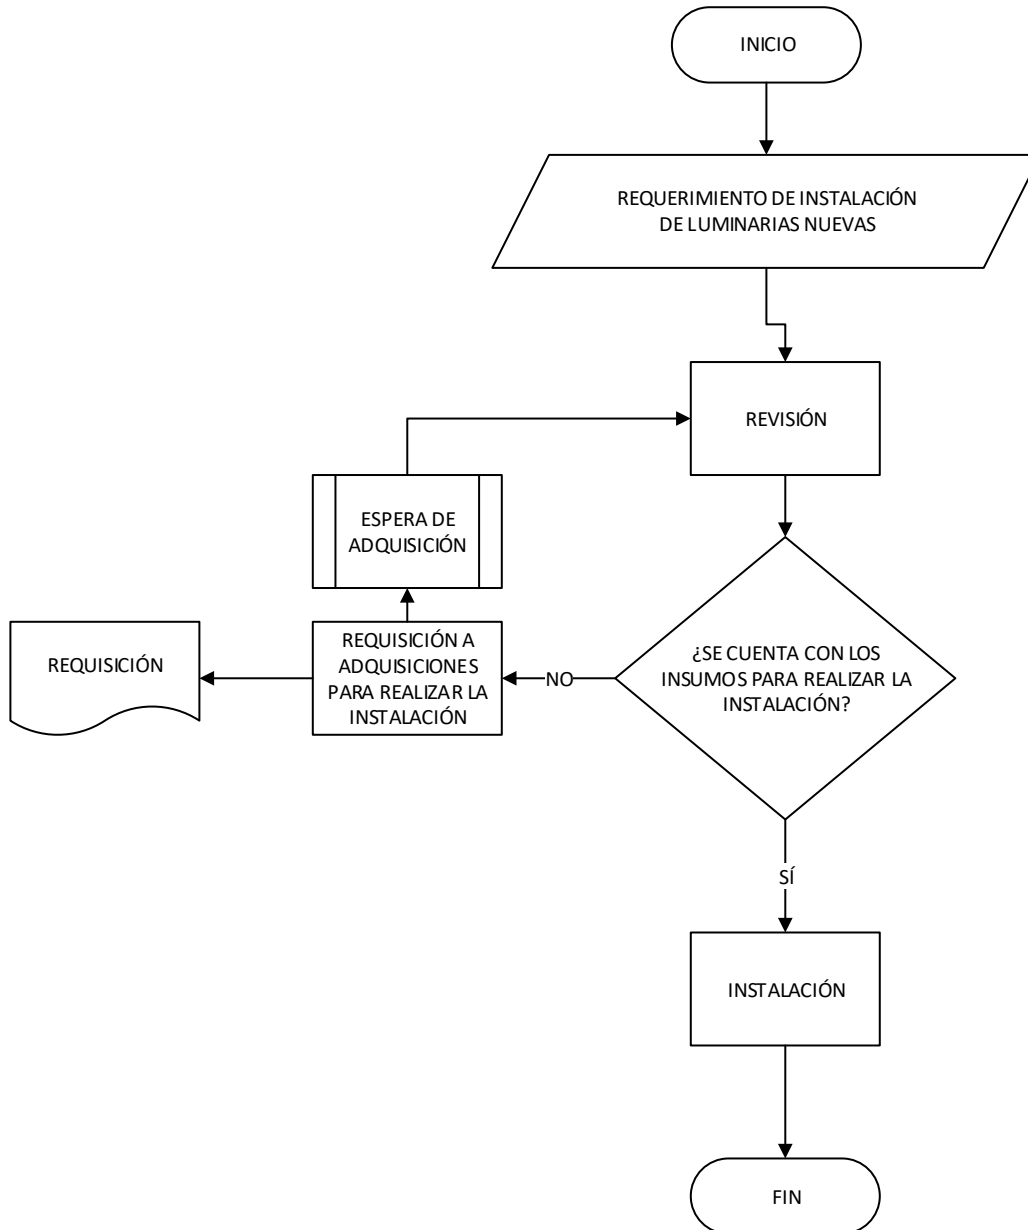 INICIO
REQUERIMIENTO DE INSTALACIÓN
DE LUMINARIAS NUEVAS
REVISIÓN
ESPERA DE
ADQUISICIÓN
¿SE CUENTA CON LOS
INSUMOS PARA REALIZAR LA
INSTALACIÓN?
NO
REQUISICIÓN A
ADQUISICIONES
PARA REALIZAR LA
INSTALACIÓN
REQUISICIÓN
SÍ
INSTALACIÓN
FIN